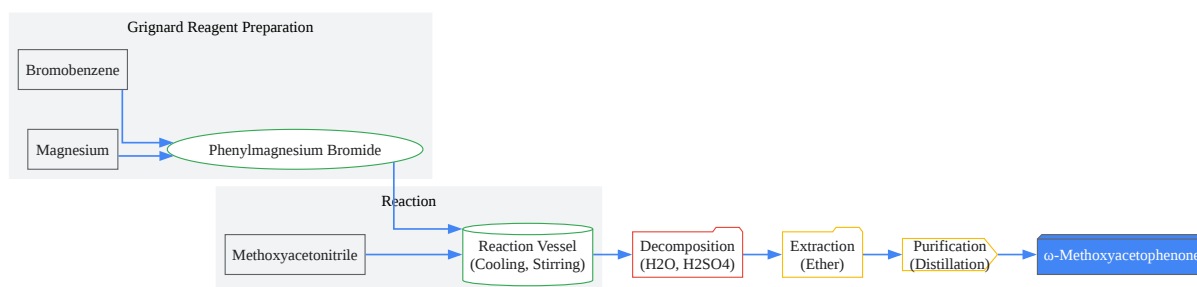 Grignard Reagent Preparation
Bromobenzene
Magnesium
Phenylmagnesium Bromide
Reaction
Methoxyacetonitrile
Reaction Vessel
(Cooling, Stirring)
Decomposition
(H2O, H2SO4)
Extraction
(Ether)
Purification
(Distillation)
ω-Methoxyacetophenone